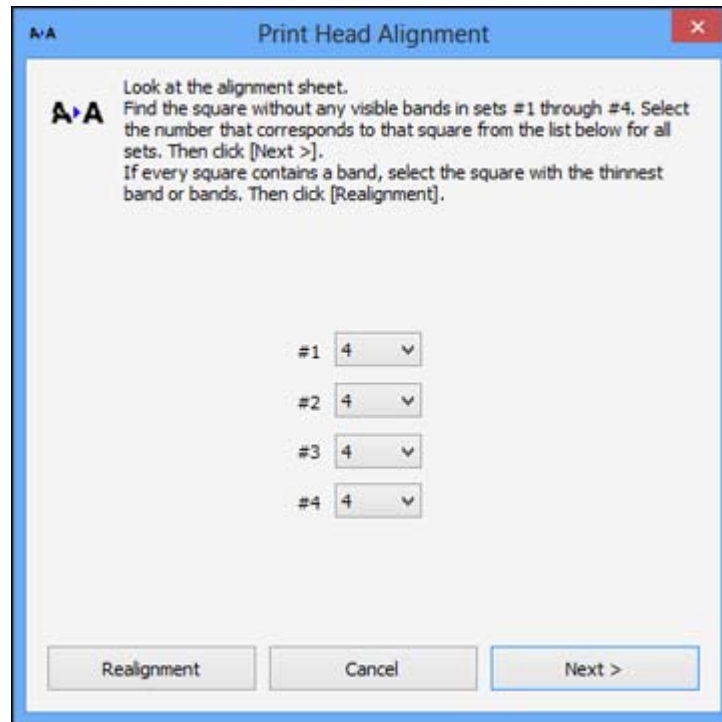 A›A Print Head Alignment
Look at the alignment sheet.
A›A Find the square without any visible bands in sets #1 through #4. Select
the number that corresponds to that square from the list below for all
sets. Then click [Next >].
If every square contains a band, select the square with the thinnest
band or bands. Then click [Realignment].
#1 4
#2 4
#3 4
#4 4
Realignment Cancel Next >